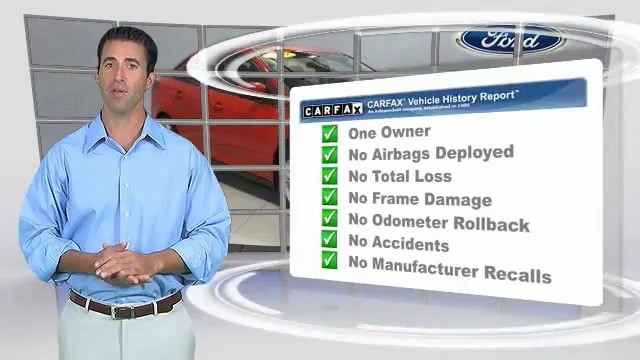 Ford
CARFAX CARFAX® Vehicle History Report™
An independent company established in 1986
One Owner
No Airbags Deployed
No Total Loss
No Frame Damage
No Odometer Rollback
No Accidents
No Manufacturer Recalls